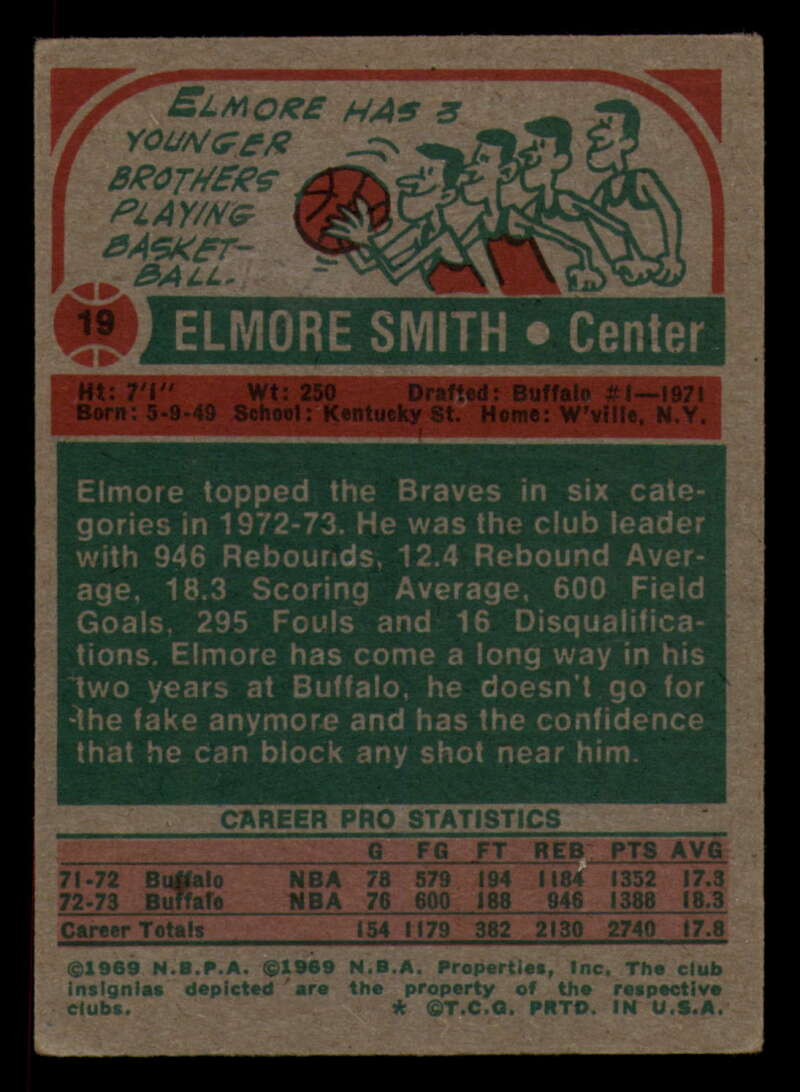 ELMORE HAS 3
YOUNGER
BROTHERS
PLAYING
BASKET-
BALL.
19
ELMORE SMITH • Center
Ht: 7'1" Wt: 250 Drafted: Buffalo #1—1971
Born: 5-9-49 School: Kentucky St. Home: W'ville, N.Y.
Elmore topped the Braves in six cate-
gories in 1972-73. He was the club leader
with 946 Rebounds, 12.4 Rebound Aver-
age, 18.3 Scoring Average, 600 Field
Goals, 295 Fouls and 16 Disqualifica-
tions. Elmore has come a long way in his
two years at Buffalo, he doesn't go for
the fake anymore and has the confidence
that he can block any shot near him.
CAREER PRO STATISTICS
G FG FT REB PTS AVG
71-72 Buffalo NBA 78 579 194 1184 1352 17.3
72-73 Buffalo NBA 76 600 188 946 1388 18.3
Career Totals 154 1179 382 2130 2740 17.8
©1969 N.B.P.A. ©1969 N.B.A. Properties, Inc. The club
insignias depicted are the property of the respective
clubs. * ©T.C.G. PRTD. IN U.S.A.